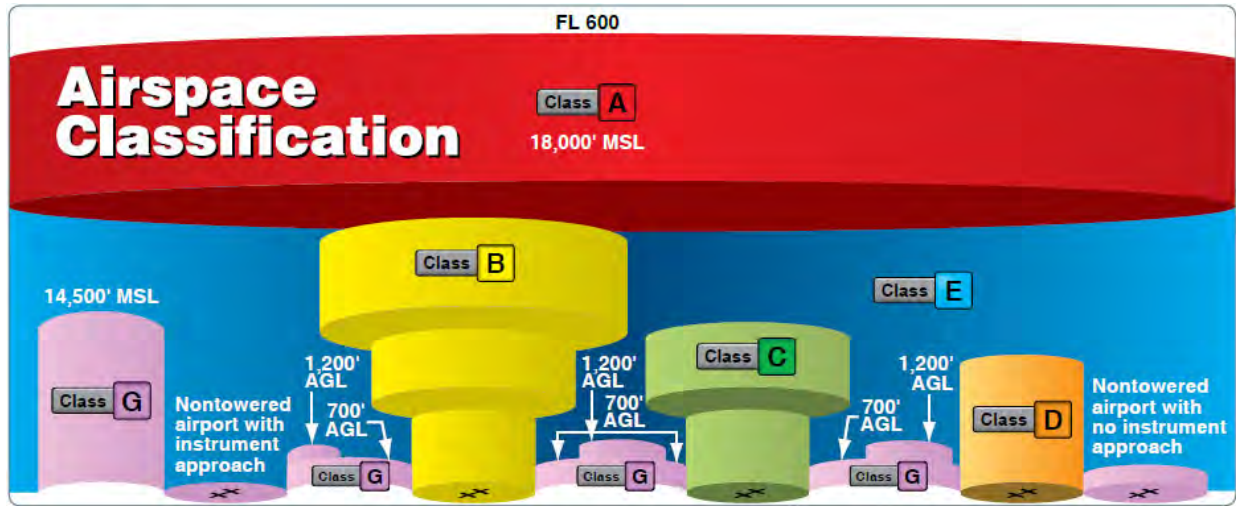 FL 600
Airspace
Classification
Class A
18,000' MSL
Class B
Class E
14,500' MSL
Class C
1,200'
AGL
1,200'
AGL
1,200'
AGL
Class G
Nontowered
airport with
instrument
approach
700'
AGL
700'
AGL
700'
AGL
Class D
Nontowered
airport with
no instrument
approach
Class G
Class G
Class G